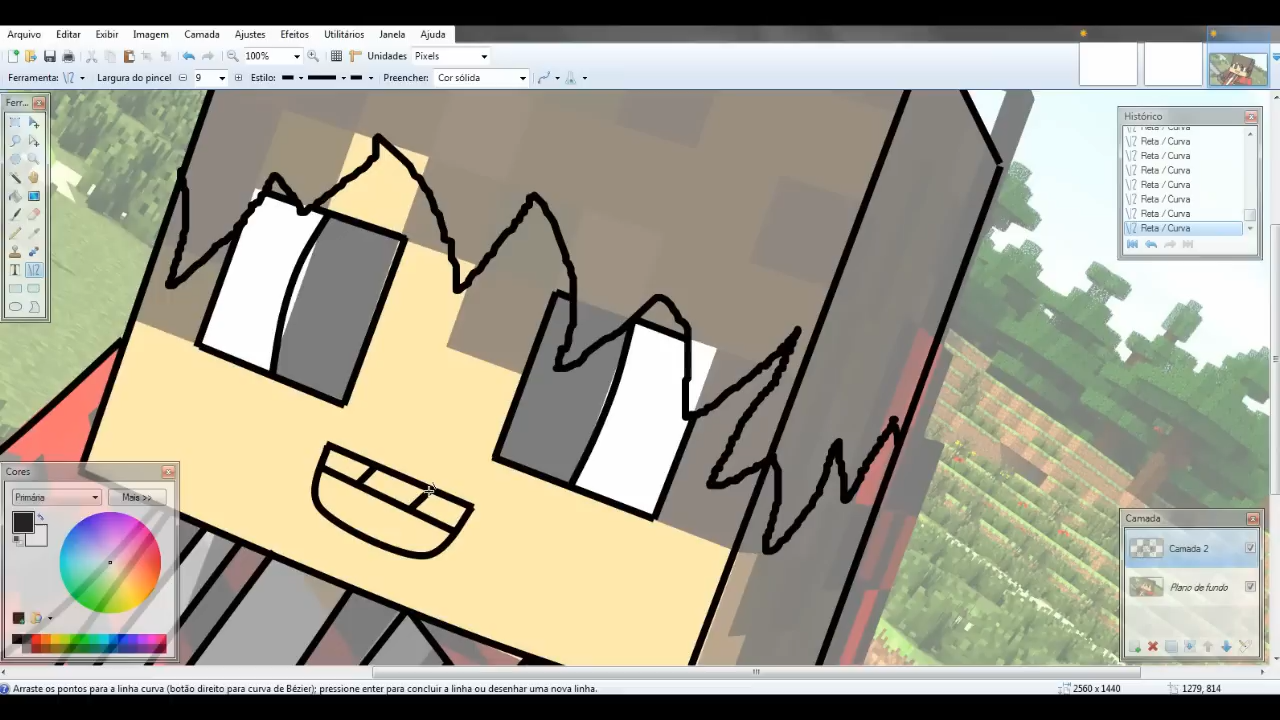 Arquivo Editar Exibir Imagem Camada Ajustes Efeitos Utilitários Janela Ajuda
100% Unidades Pixels
Ferramenta: Largura do pincel 9 Estilo: Preencher: Cor sólida
Ferr...
Histórico
Reta / Curva
Reta / Curva
Reta / Curva
Reta / Curva
Reta / Curva
Reta / Curva
Reta / Curva
Reta / Curva
Cores
Primária Mais >>
Camada
Camada 2
Plano de fundo
Arraste os pontos para a linha curva (botão direito para curva de Bézier); pressione enter para concluir a linha ou desenhar uma nova linha. 2560 x 1440 1279, 814